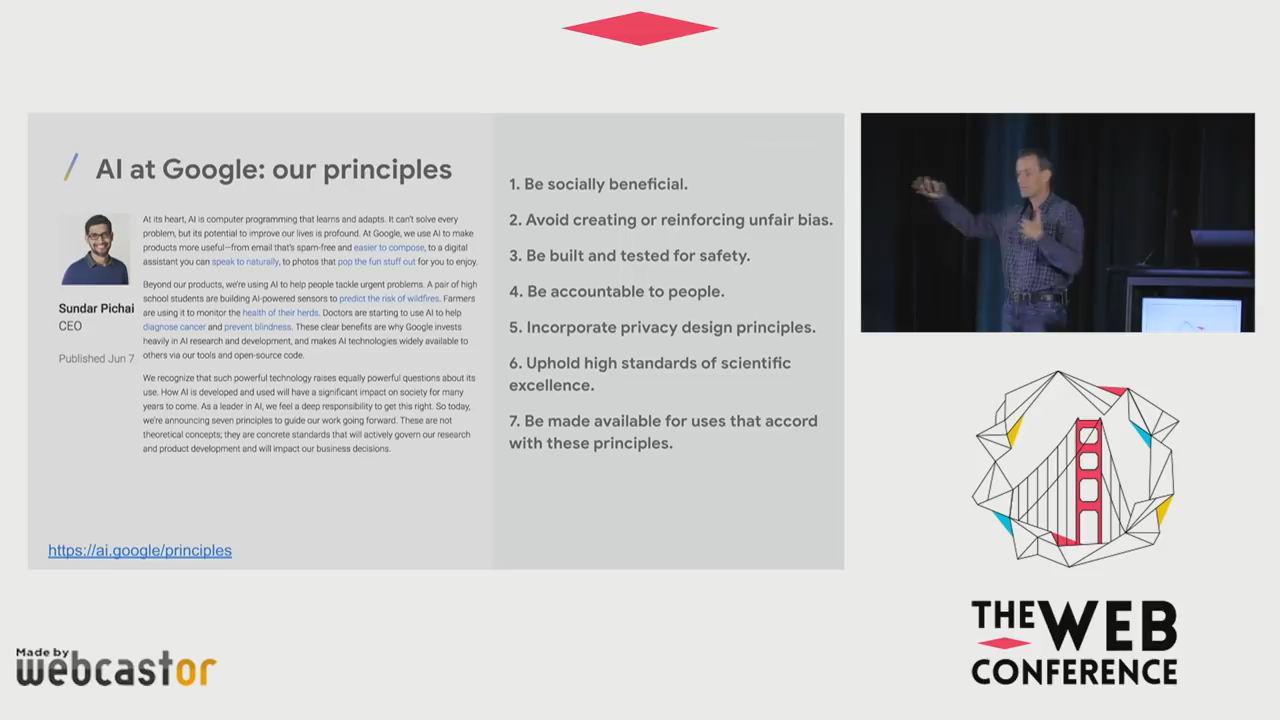 AI at Google: our principles
At its heart, AI is computer programming that learns and adapts. It can't solve every
problem, but its potential to improve our lives is profound. At Google, we use AI to make
products more useful—from email that's spam-free and easier to compose, to a digital
assistant you can speak to naturally, to photos that pop the fun stuff out for you to enjoy.
Beyond our products, we're using AI to help people tackle urgent problems. A pair of high
school students are building AI-powered sensors to predict the risk of wildfires. Farmers
are using it to monitor the health of their herds. Doctors are starting to use AI to help
diagnose cancer and prevent blindness. These clear benefits are why Google invests
heavily in AI research and development, and makes AI technologies widely available to
others via our tools and open-source code.
We recognize that such powerful technology raises equally powerful questions about its
use. How AI is developed and used will have a significant impact on society for many
years to come. As a leader in AI, we feel a deep responsibility to get this right. So today,
we're announcing seven principles to guide our work going forward. These are not
theoretical concepts; they are concrete standards that will actively govern our research
and product development and will impact our business decisions.
Sundar Pichai
CEO
Published Jun 7
https://ai.google/principles
1. Be socially beneficial.
2. Avoid creating or reinforcing unfair bias.
3. Be built and tested for safety.
4. Be accountable to people.
5. Incorporate privacy design principles.
6. Uphold high standards of scientific
excellence.
7. Be made available for uses that accord
with these principles.
THE WEB
CONFERENCE
Made by
webcastor